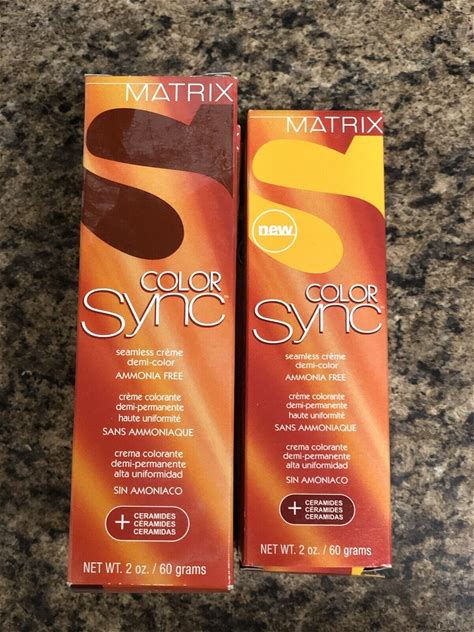 MATRIX
COLOR
Sync™
seamless crème
demi-color
AMMONIA FREE
crème colorante
demi-permanente
haute uniformité
SANS AMMONIAQUE
crema colorante
demi-permanente
alta uniformidad
SIN AMONIACO
+ CERAMIDES
CÉRAMIDES
CERAMIDAS
NET WT. 2 oz. / 60 grams
MATRIX
new
COLOR
Sync™
seamless crème
demi-color
AMMONIA FREE
crème colorante
demi-permanente
haute uniformité
SANS AMMONIAQUE
crema colorante
demi-permanente
alta uniformidad
SIN AMONIACO
+ CERAMIDES
CÉRAMIDES
CERAMIDAS
NET WT. 2 oz. / 60 grams